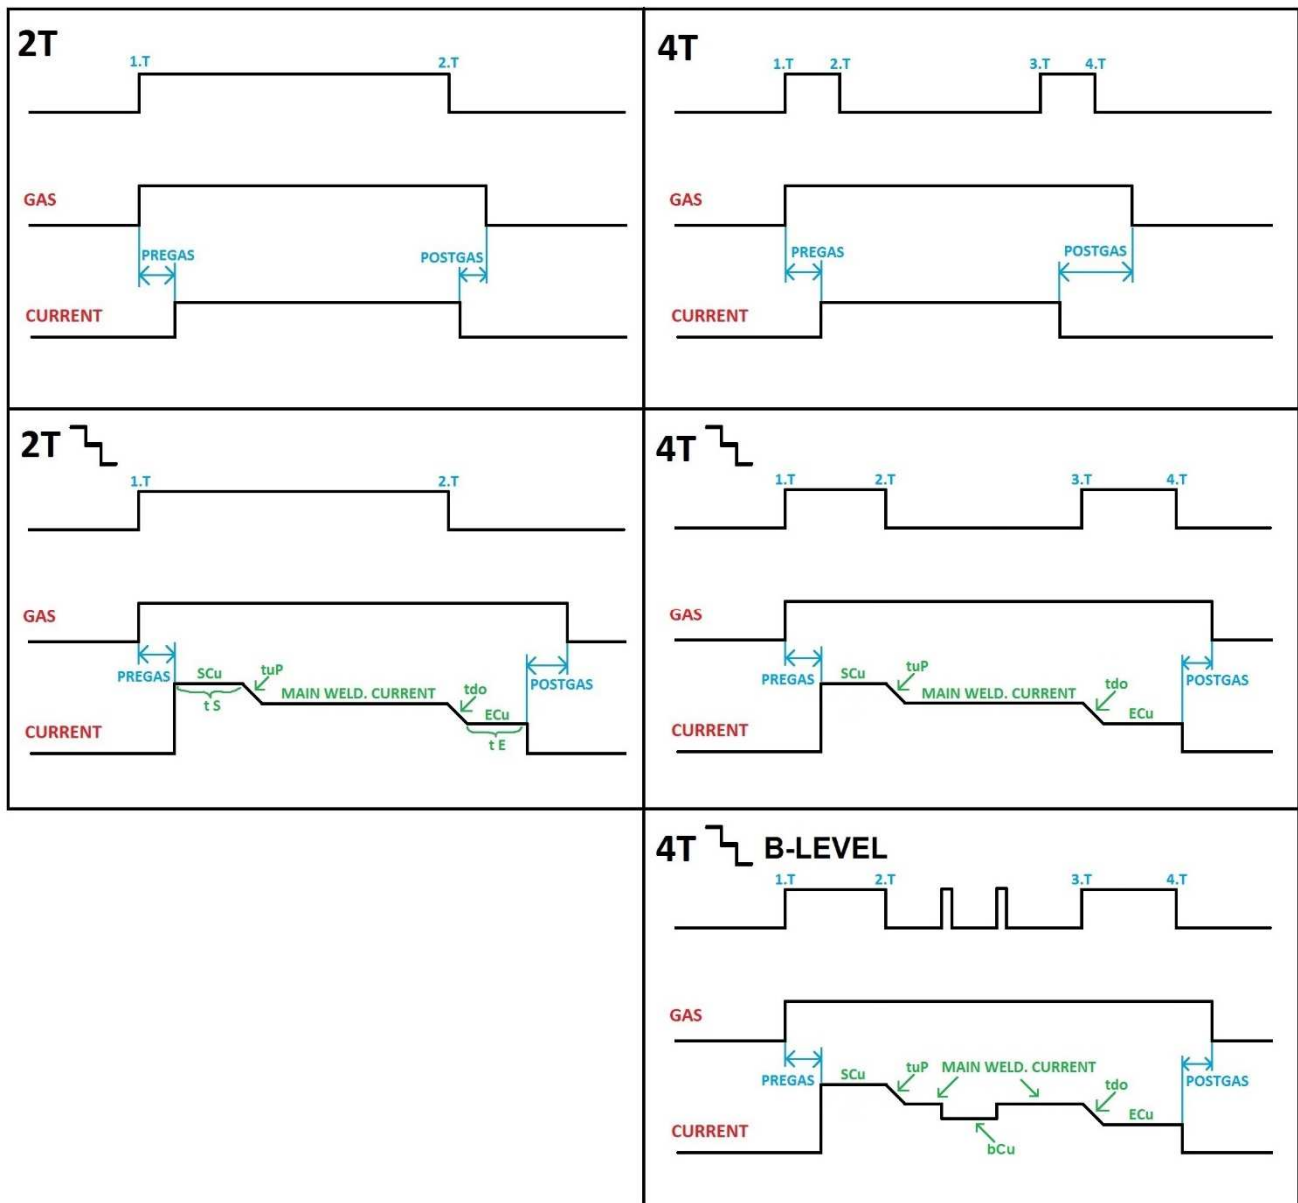 2T
1.T 2.T
GAS
PREGAS POSTGAS
CURRENT
4T
1.T 2.T 3.T 4.T
GAS
PREGAS POSTGAS
CURRENT
2T
1.T 2.T
GAS
PREGAS SCu tuP MAIN WELD. CURRENT tdo POSTGAS
t S ECu
CURRENT t E
4T
1.T 2.T 3.T 4.T
GAS
PREGAS SCu tuP MAIN WELD. CURRENT tdo POSTGAS
ECu
CURRENT
4T B-LEVEL
1.T 2.T 3.T 4.T
GAS
PREGAS SCu tuP MAIN WELD. CURRENT tdo POSTGAS
ECu
CURRENT
bCu